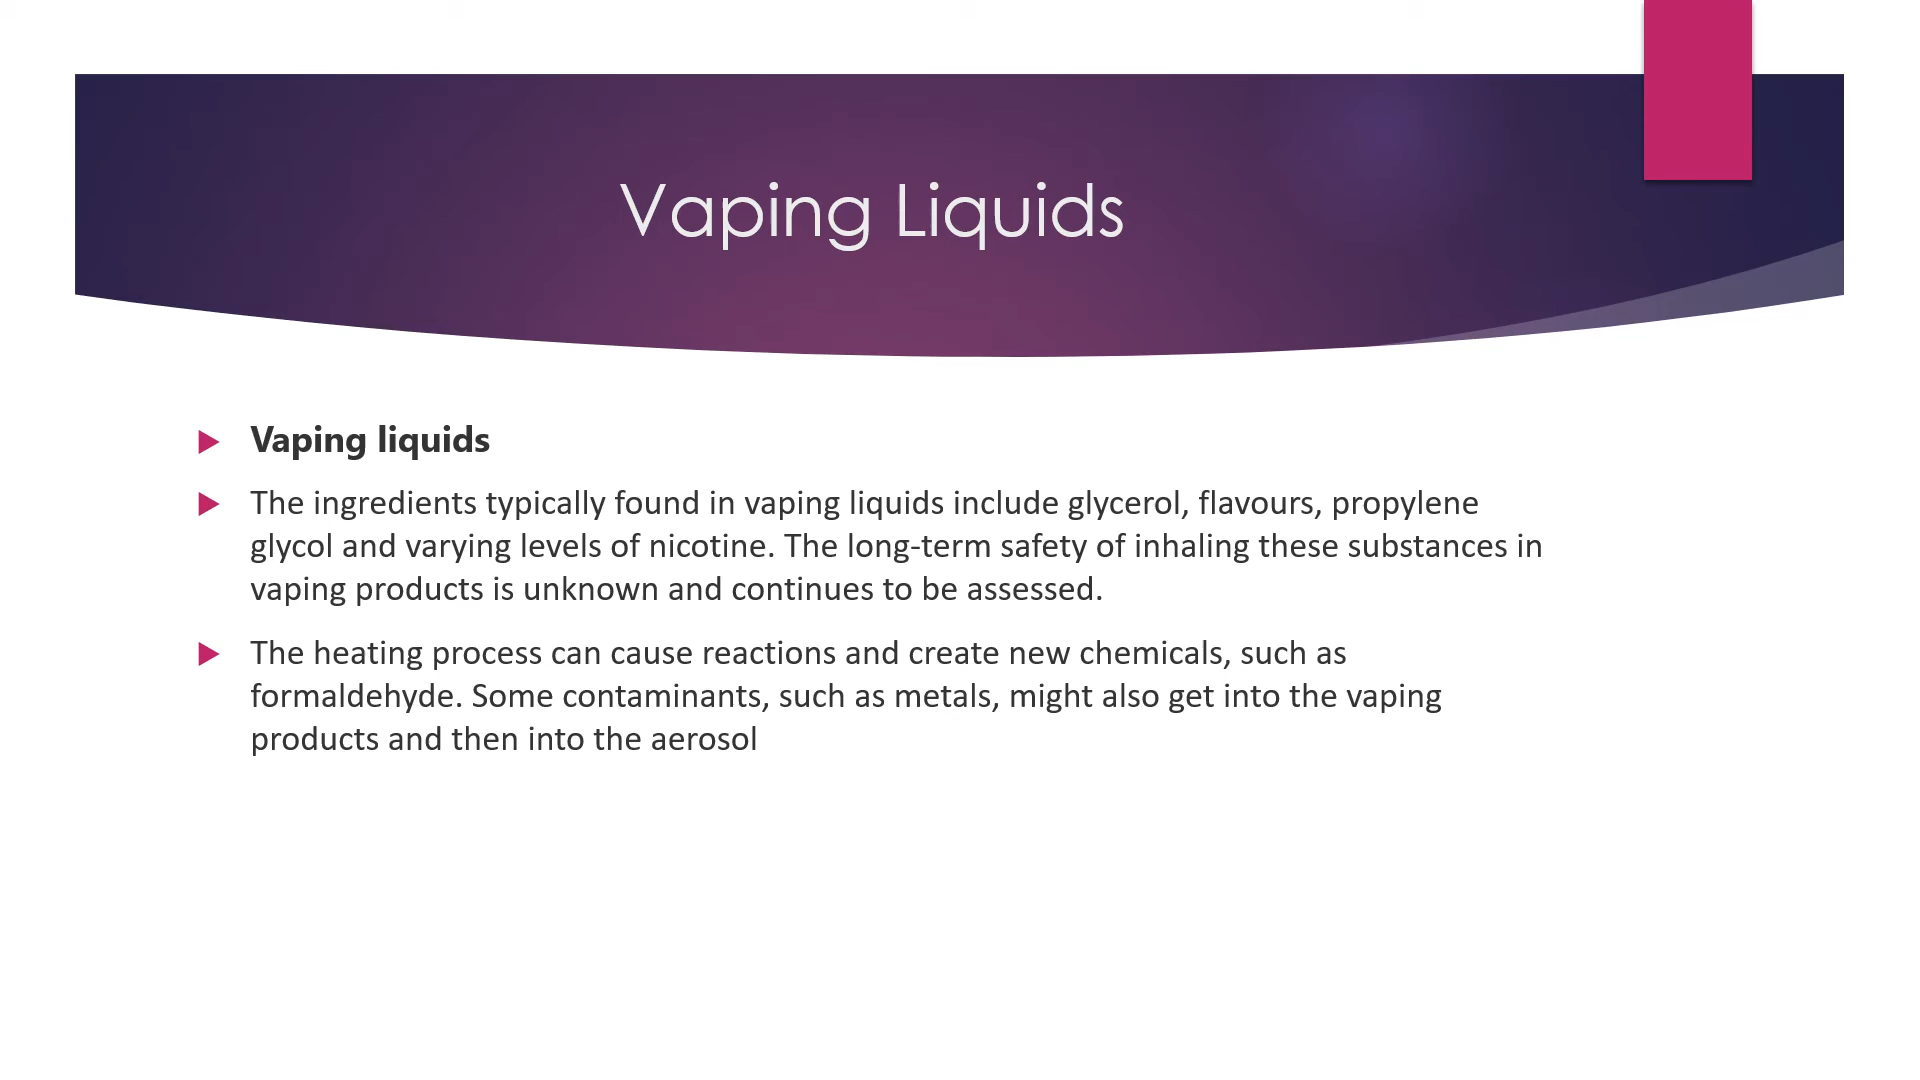 Vaping Liquids
Vaping liquids
The ingredients typically found in vaping liquids include glycerol, flavours, propylene
glycol and varying levels of nicotine. The long-term safety of inhaling these substances in
vaping products is unknown and continues to be assessed.
The heating process can cause reactions and create new chemicals, such as
formaldehyde. Some contaminants, such as metals, might also get into the vaping
products and then into the aerosol